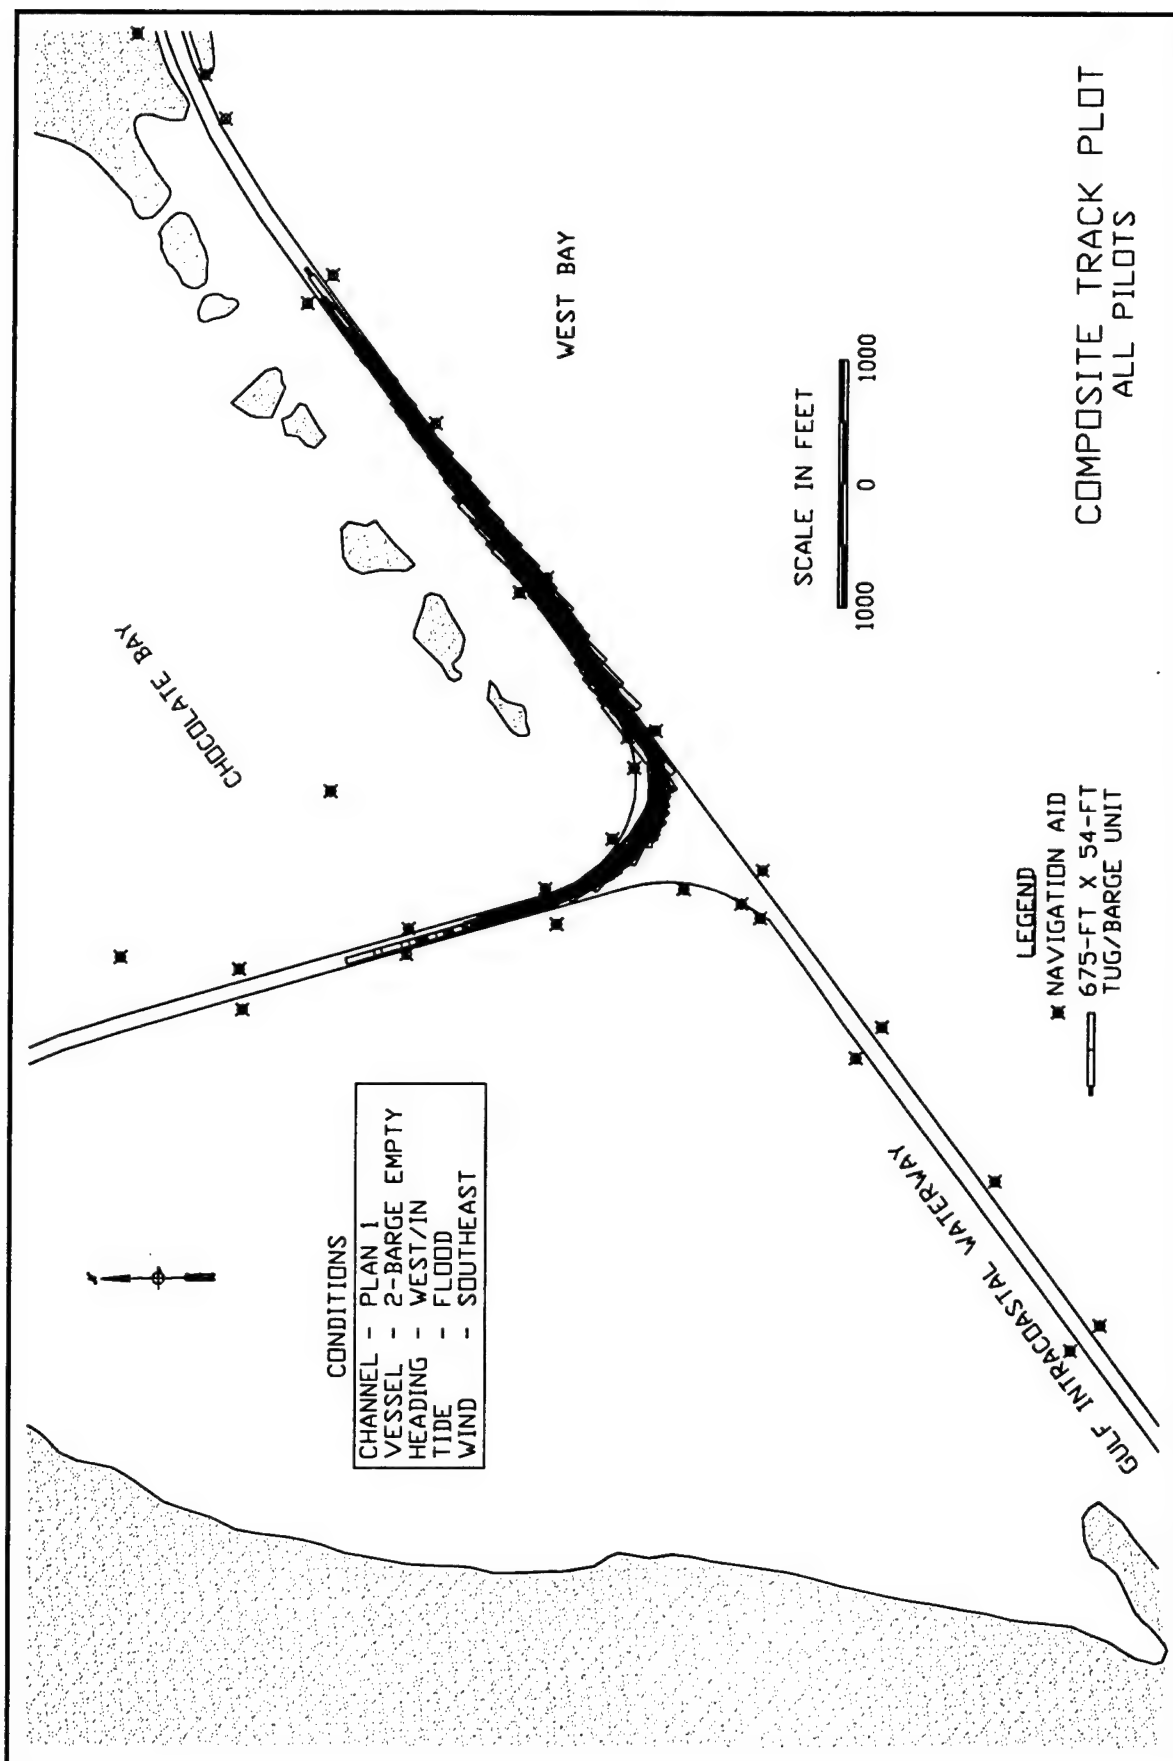 CHOCOLATE BAY
WEST BAY
GULF INTRACOASTAL WATERWAY
CONDITIONS
CHANNEL - PLAN 1
VESSEL - 2-BARGE EMPTY
HEADING - WEST/IN
TIDE - FLOOD
WIND - SOUTHEAST
SCALE IN FEET
1000 0 1000
LEGEND
NAVIGATION AID
675-FT X 54-FT
TUG/BARGE UNIT
COMPOSITE TRACK PLOT
ALL PILOTS